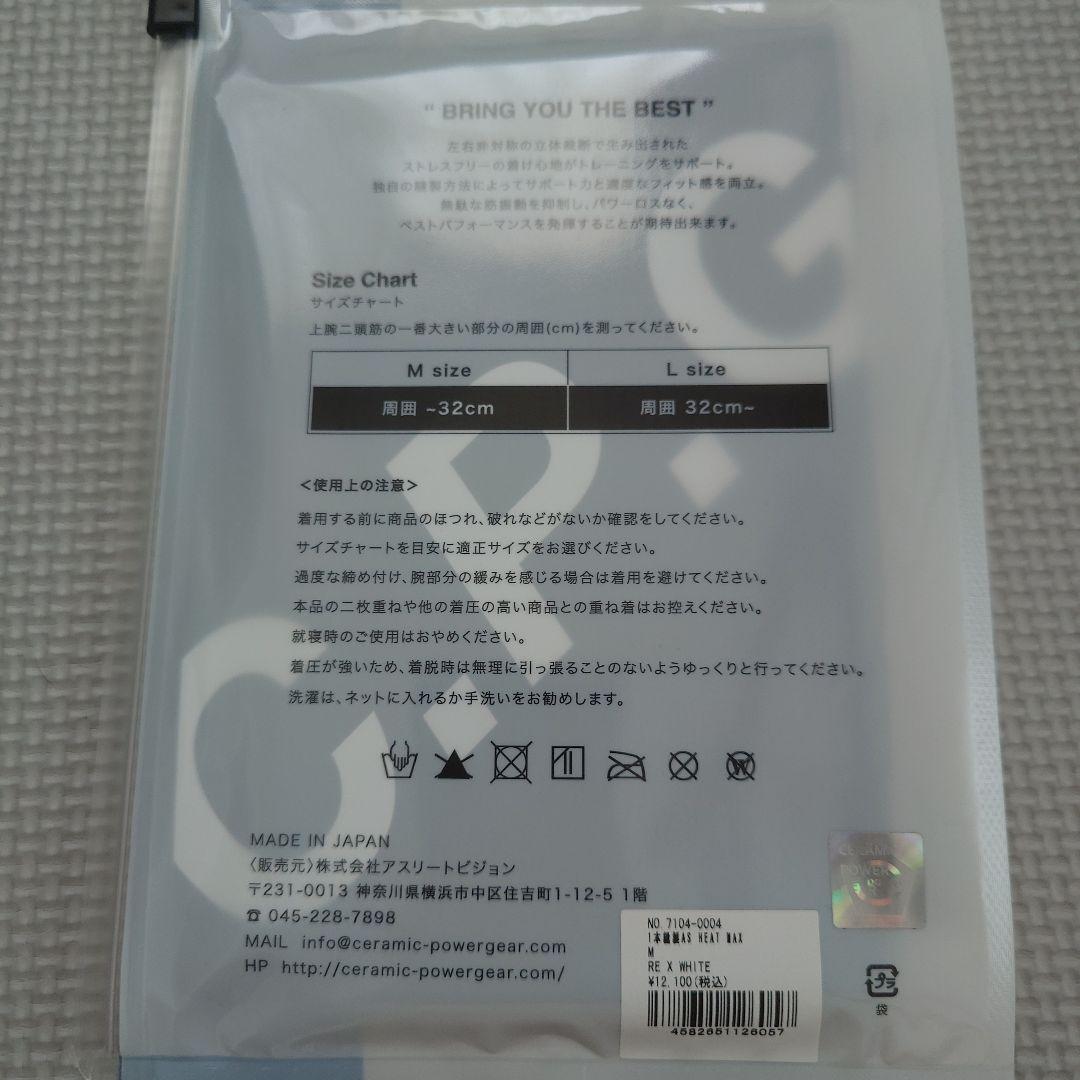 " BRING YOU THE BEST "
左右非対称の立体裁断で生み出された
ストレスフリーの着け心地がトレーニングをサポート。
独自の縫製方法によってサポート力と適度なフィット感を両立。
無駄な筋振動を抑制し、パワーロスなく、
ベストパフォーマンスを発揮することが期待出来ます。
C.P.G
Size Chart
サイズチャート
上腕二頭筋の一番大きい部分の周囲(cm)を測ってください。
M size L size
周囲 ~32cm 周囲 32cm~
<使用上の注意>
着用する前に商品のほつれ、破れなどがないか確認をしてください。
サイズチャートを目安に適正サイズをお選びください。
過度な締め付け、腕部分の緩みを感じる場合は着用を避けてください。
本品の二枚重ねや他の着圧の高い商品との重ね着はお控えください。
就寝時のご使用はおやめください。
着圧が強いため、着脱時は無理に引っ張ることのないようゆっくりと行ってください。
洗濯は、ネットに入れるか手洗いをお勧めします。
W
MADE IN JAPAN
〈販売元〉株式会社アスリートビジョン
〒231-0013 神奈川県横浜市中区住吉町1-12-5 1階
☎ 045-228-7898
MAIL info@ceramic-powergear.com
HP http://ceramic-powergear.com/
CERAMIC
POWER
NO.7104-0004
1本縫製AS HEAT MAX
M
RE X WHITE
¥12,100(税込)
4582651126057
プラ
袋